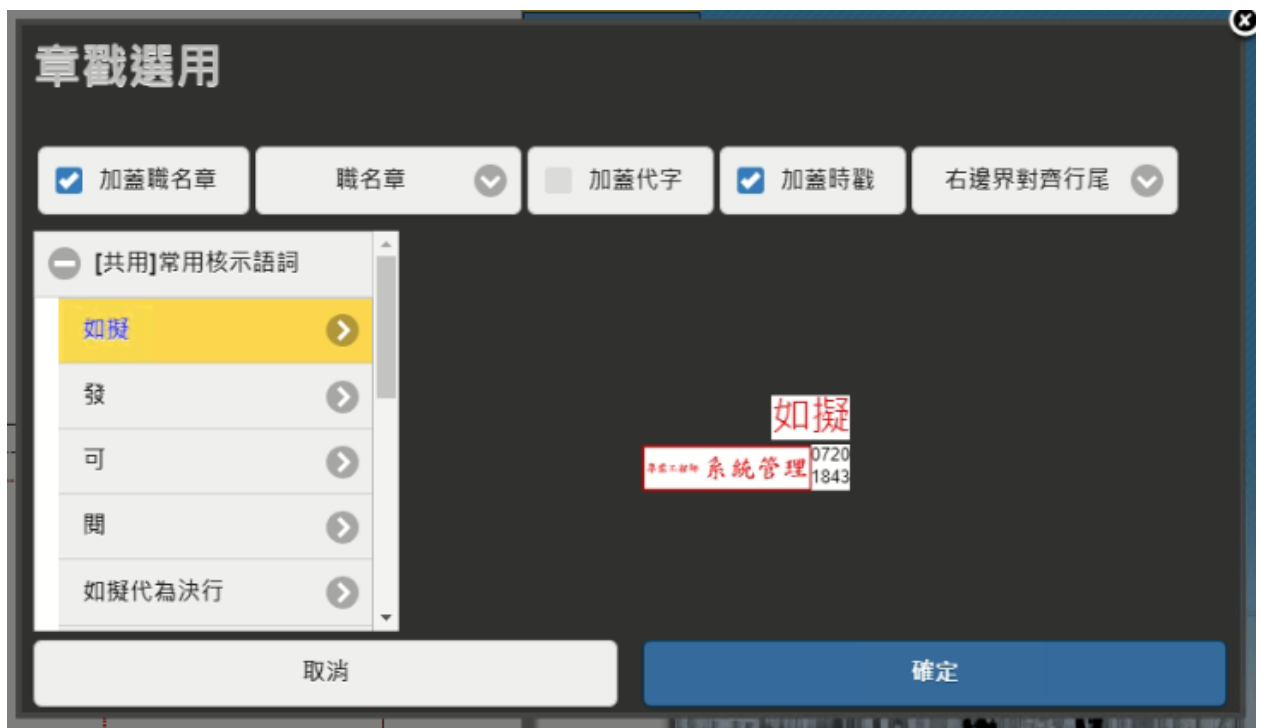 章戳選用
加蓋職名章
職名章
加蓋代字
加蓋時戳
右邊界對齊行尾
[共用]常用核示語詞
如擬
發
可
閱
如擬代為決行
如擬
系統管理
0720
1843
取消
確定